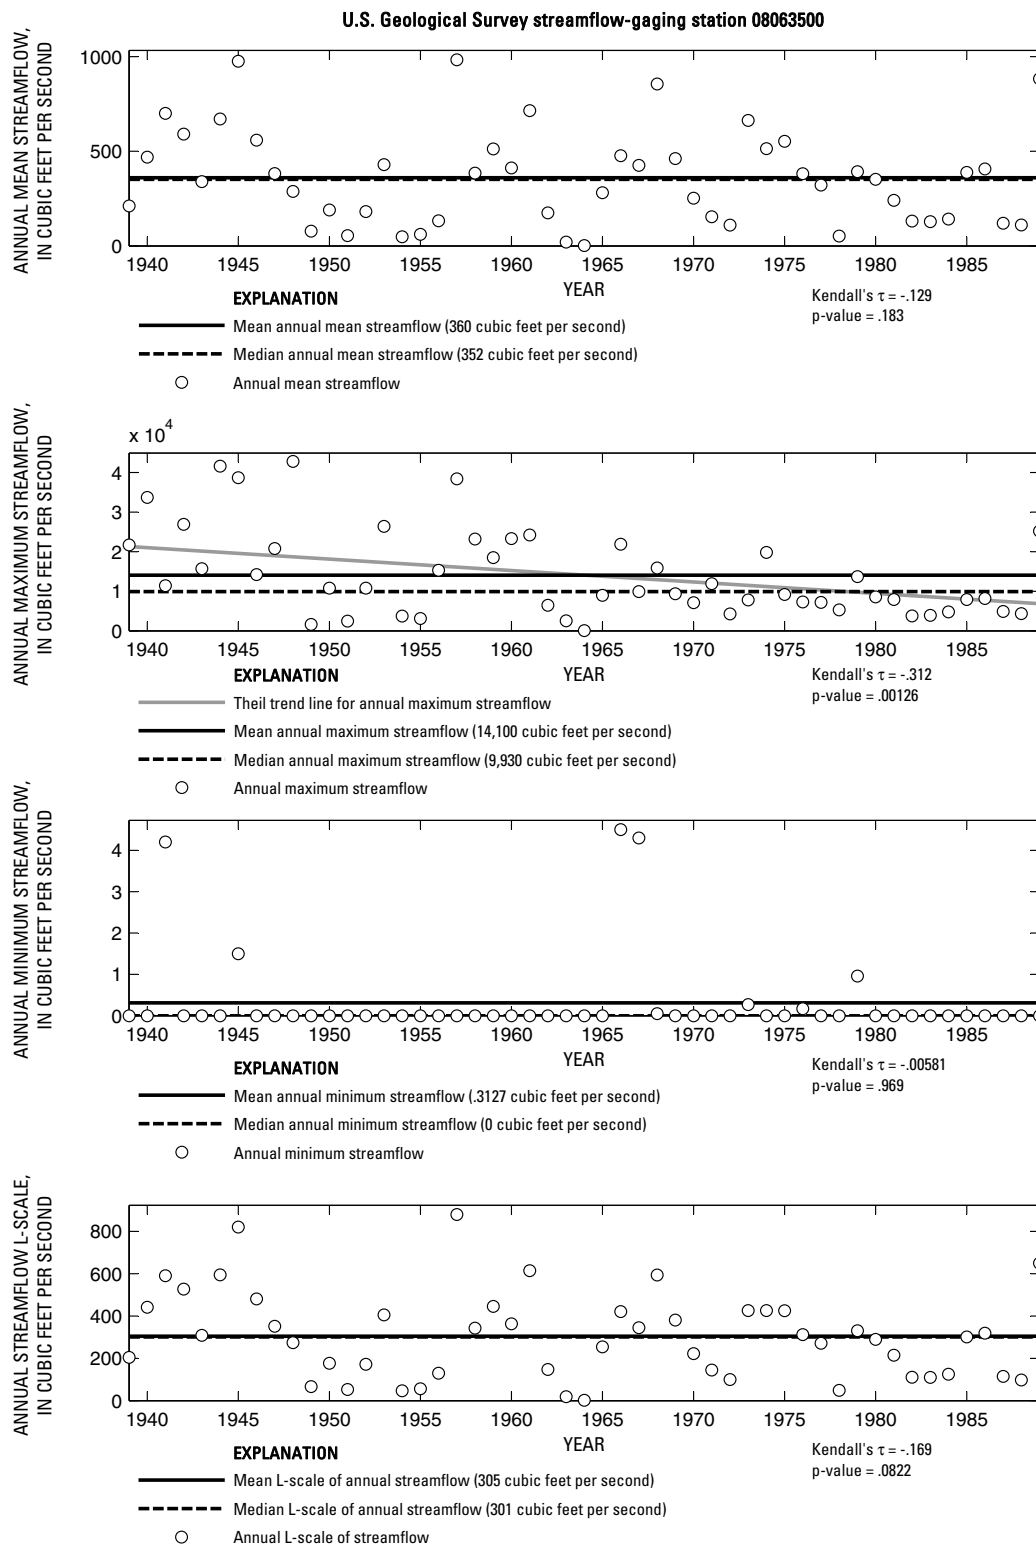 U.S. Geological Survey streamflow-gaging station 08063500
ANNUAL MEAN STREAMFLOW,
IN CUBIC FEET PER SECOND
1000
500
0
1940 1945 1950 1955 1960 1965 1970 1975 1980 1985
YEAR
Kendall's τ = -.129
p-value = .183
EXPLANATION
Mean annual mean streamflow (360 cubic feet per second)
Median annual mean streamflow (352 cubic feet per second)
Annual mean streamflow
ANNUAL MAXIMUM STREAMFLOW,
IN CUBIC FEET PER SECOND
x 10^4
4
3
2
1
0
1940 1945 1950 1955 1960 1965 1970 1975 1980 1985
YEAR
Kendall's τ = -.312
p-value = .00126
EXPLANATION
Theil trend line for annual maximum streamflow
Mean annual maximum streamflow (14,100 cubic feet per second)
Median annual maximum streamflow (9,930 cubic feet per second)
Annual maximum streamflow
ANNUAL MINIMUM STREAMFLOW,
IN CUBIC FEET PER SECOND
4
3
2
1
0
1940 1945 1950 1955 1960 1965 1970 1975 1980 1985
YEAR
Kendall's τ = -.00581
p-value = .969
EXPLANATION
Mean annual minimum streamflow (.3127 cubic feet per second)
Median annual minimum streamflow (0 cubic feet per second)
Annual minimum streamflow
ANNUAL STREAMFLOW L-SCALE,
IN CUBIC FEET PER SECOND
800
600
400
200
0
1940 1945 1950 1955 1960 1965 1970 1975 1980 1985
YEAR
Kendall's τ = -.169
p-value = .0822
EXPLANATION
Mean L-scale of annual streamflow (305 cubic feet per second)
Median L-scale of annual streamflow (301 cubic feet per second)
Annual L-scale of streamflow